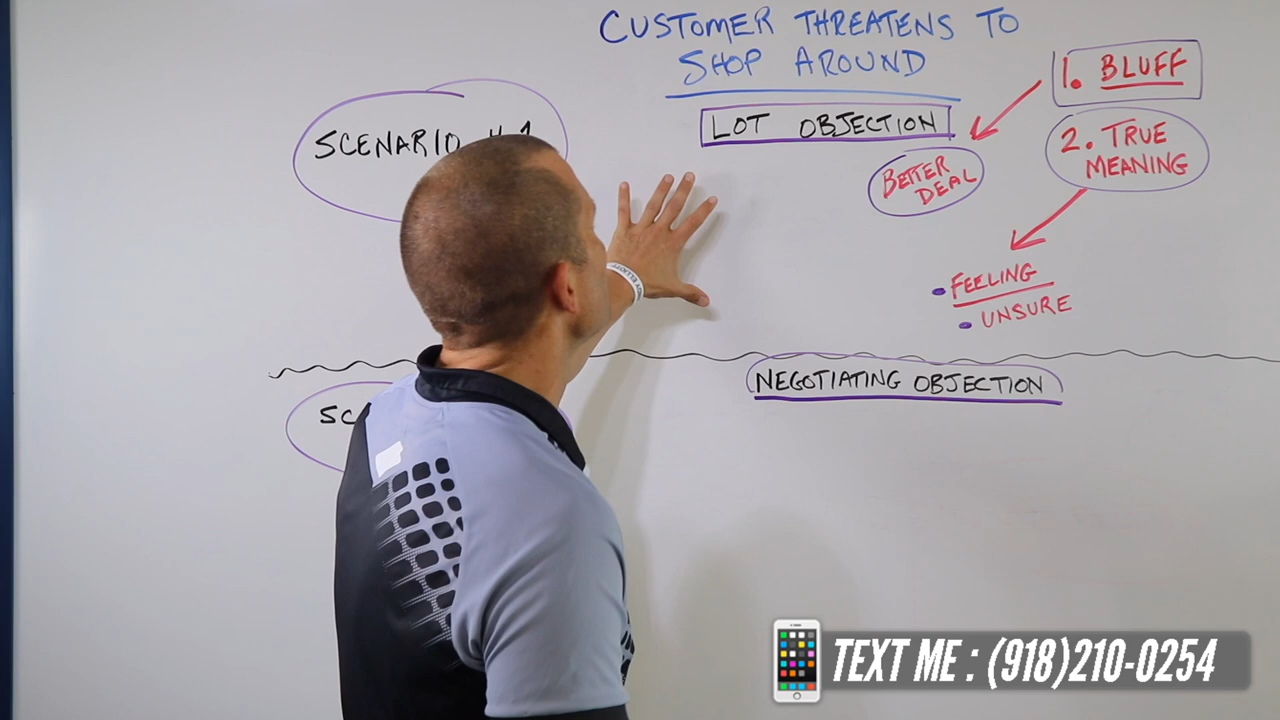 CUSTOMER THREATENS TO
SHOP AROUND
LOT OBJECTION
1. BLUFF
2. TRUE
MEANING
BETTER
DEAL
• FEELING
• UNSURE
SCENARIO
NEGOTIATING OBJECTION
TEXT ME : (918)210-0254